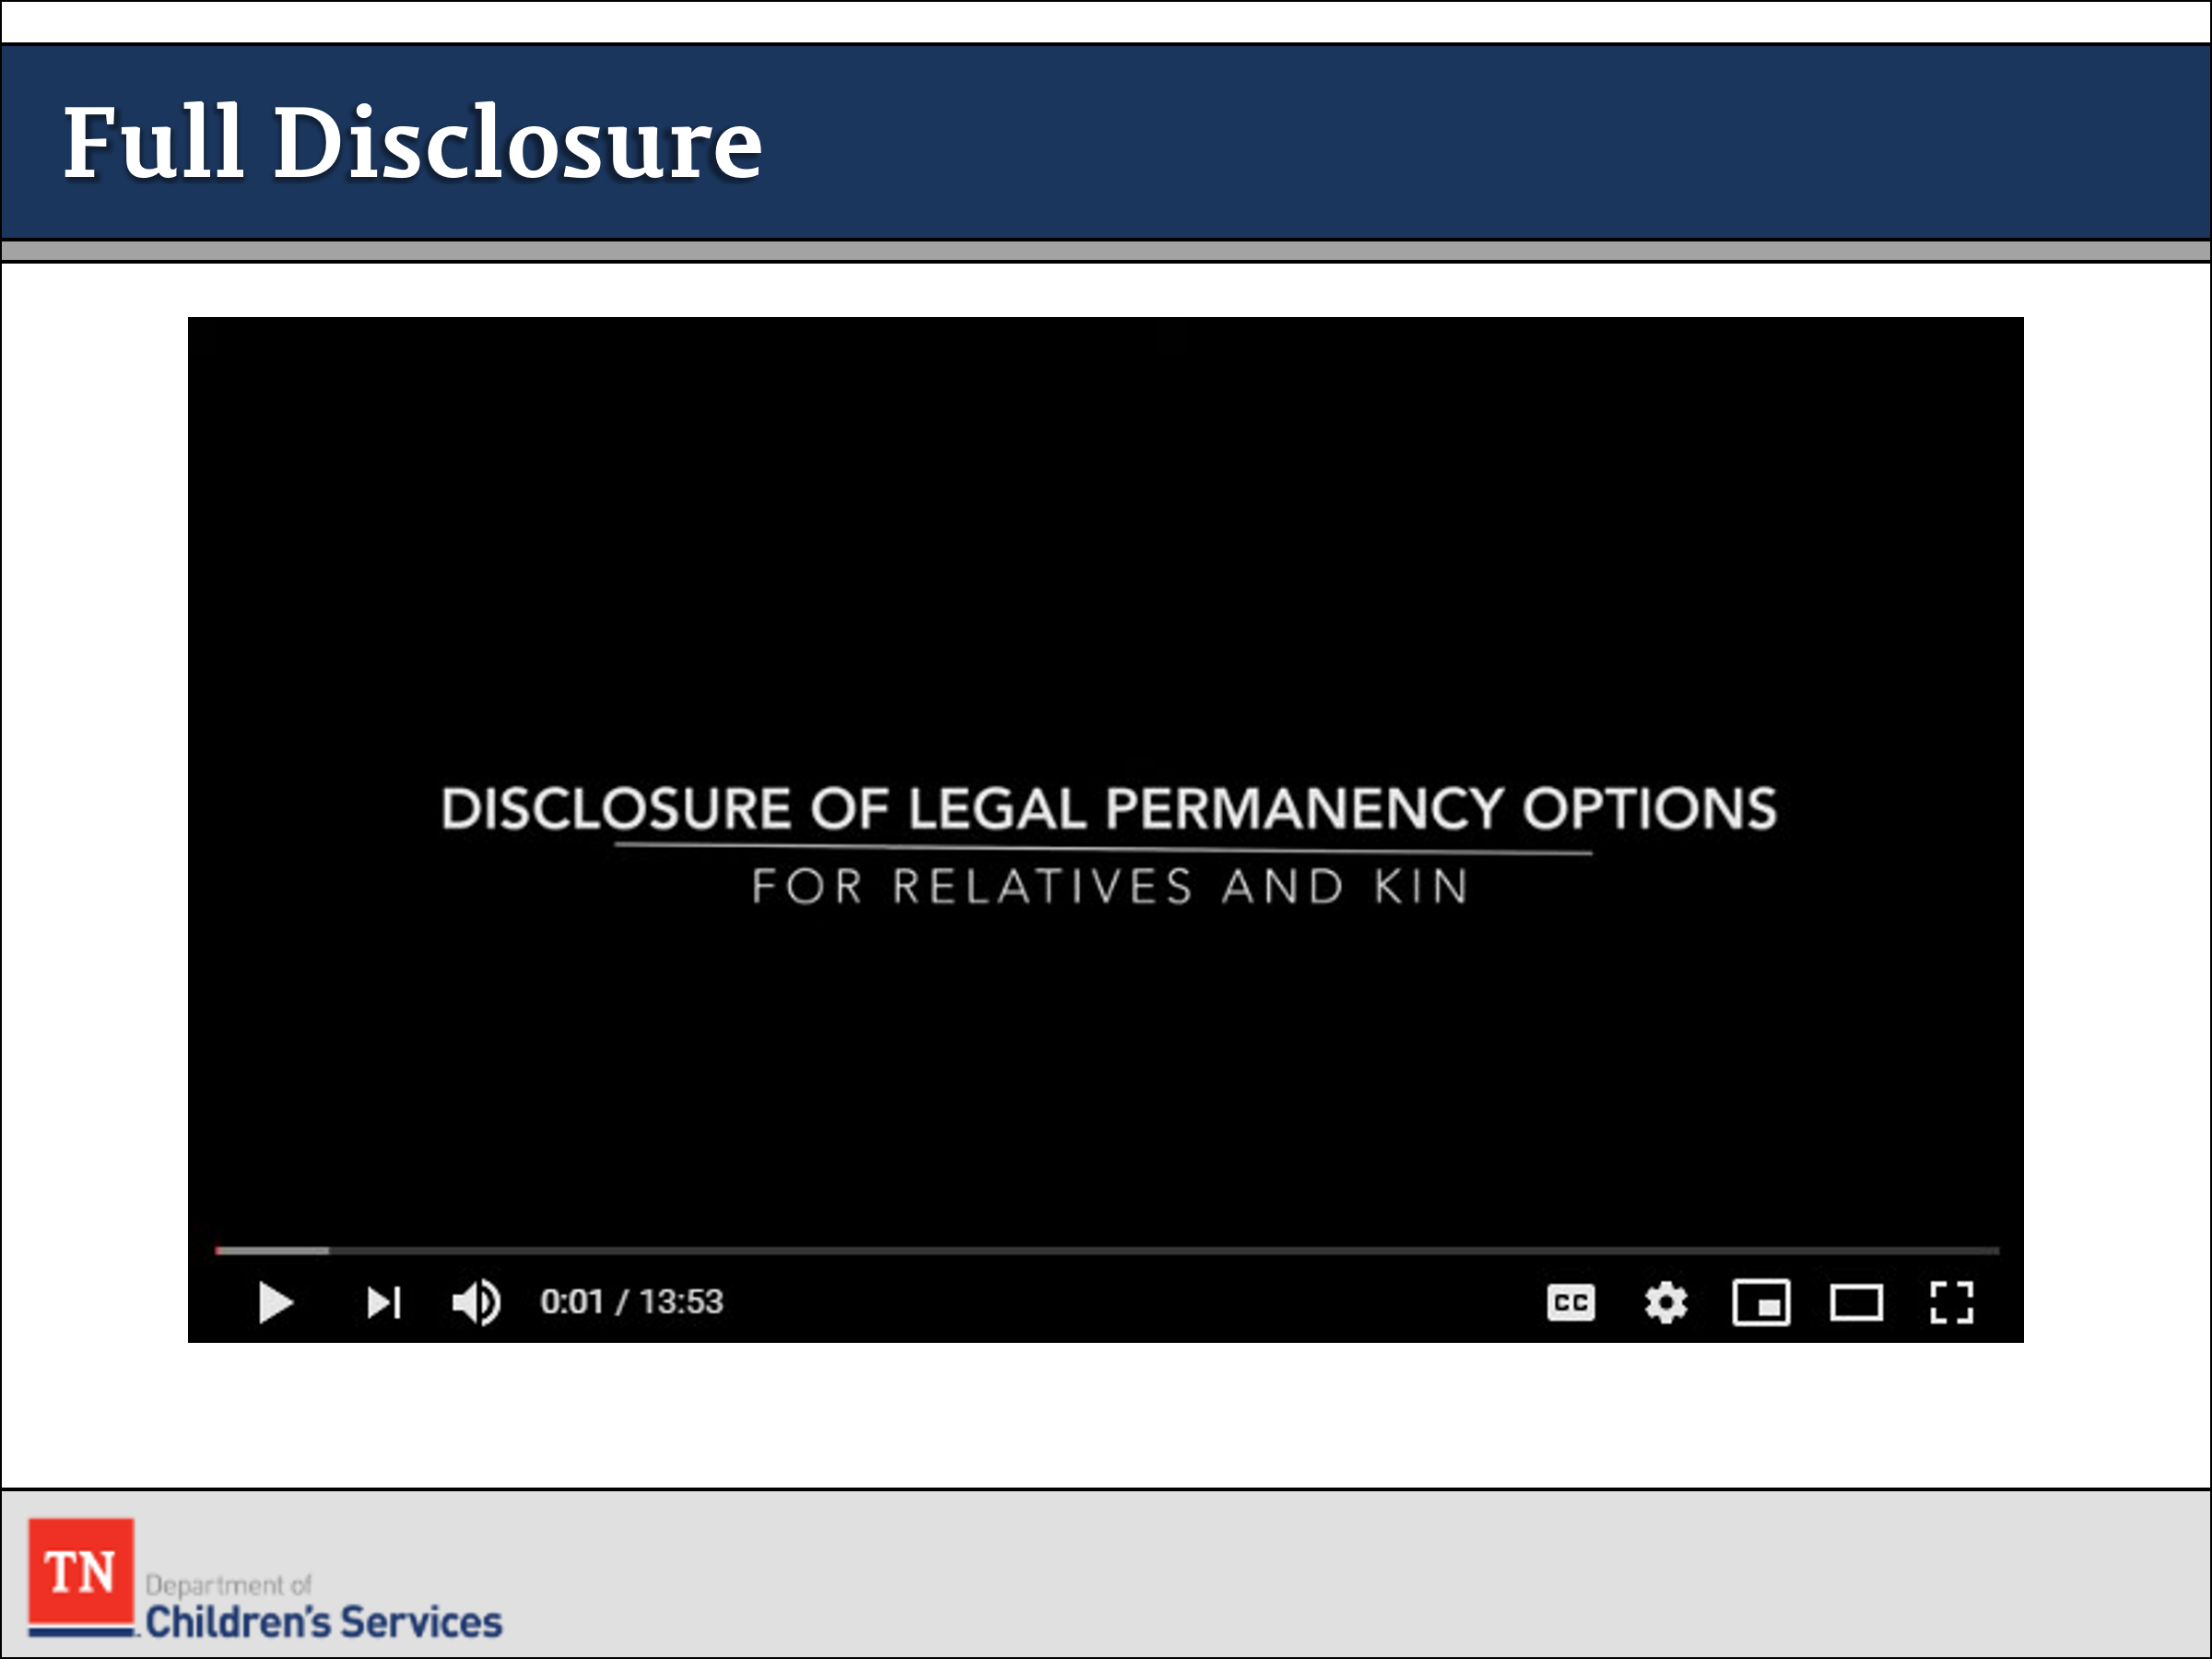 Full Disclosure
DISCLOSURE OF LEGAL PERMANENCY OPTIONS
FOR RELATIVES AND KIN
0:01 / 13:53
CC
TN
Department of
Children's Services